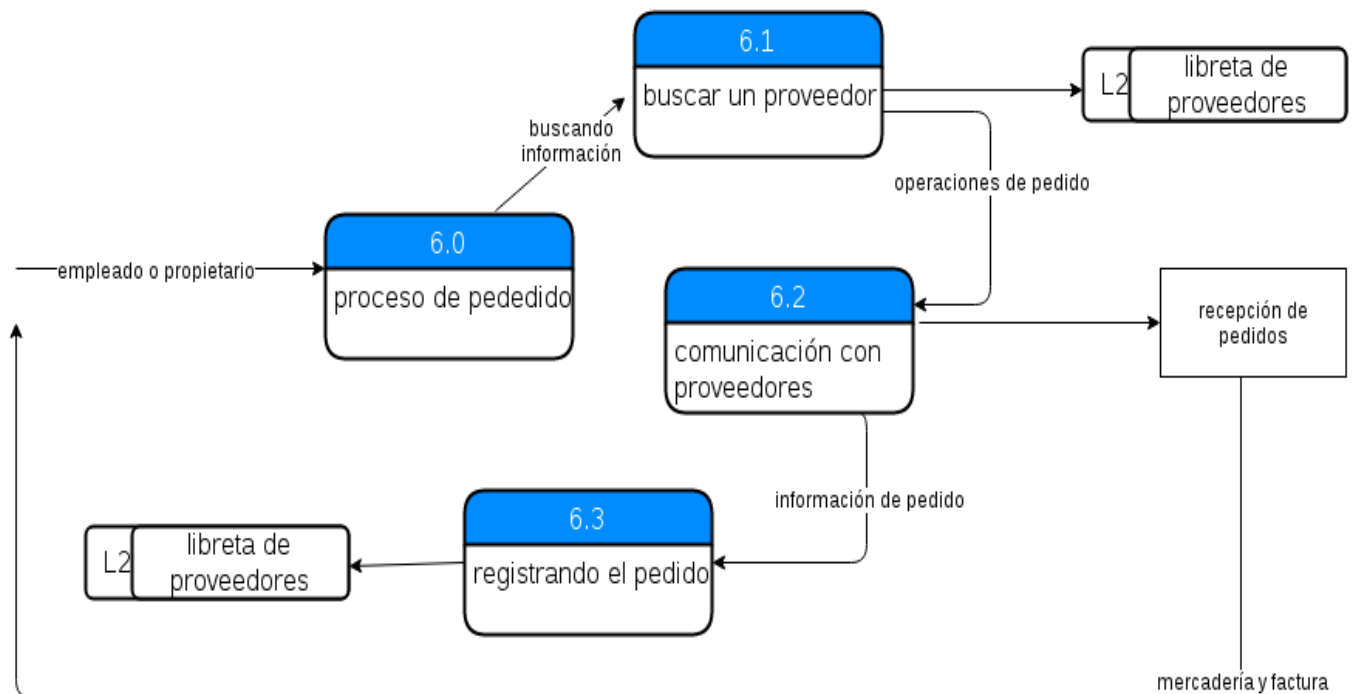 6.1
buscar un proveedor
L2
libreta de
proveedores
buscando
información
operaciones de pedido
6.0
proceso de pededido
empleado o propietario
6.2
comunicación con
proveedores
recepción de
pedidos
información de pedido
6.3
registrando el pedido
L2
libreta de
proveedores
mercadería y factura